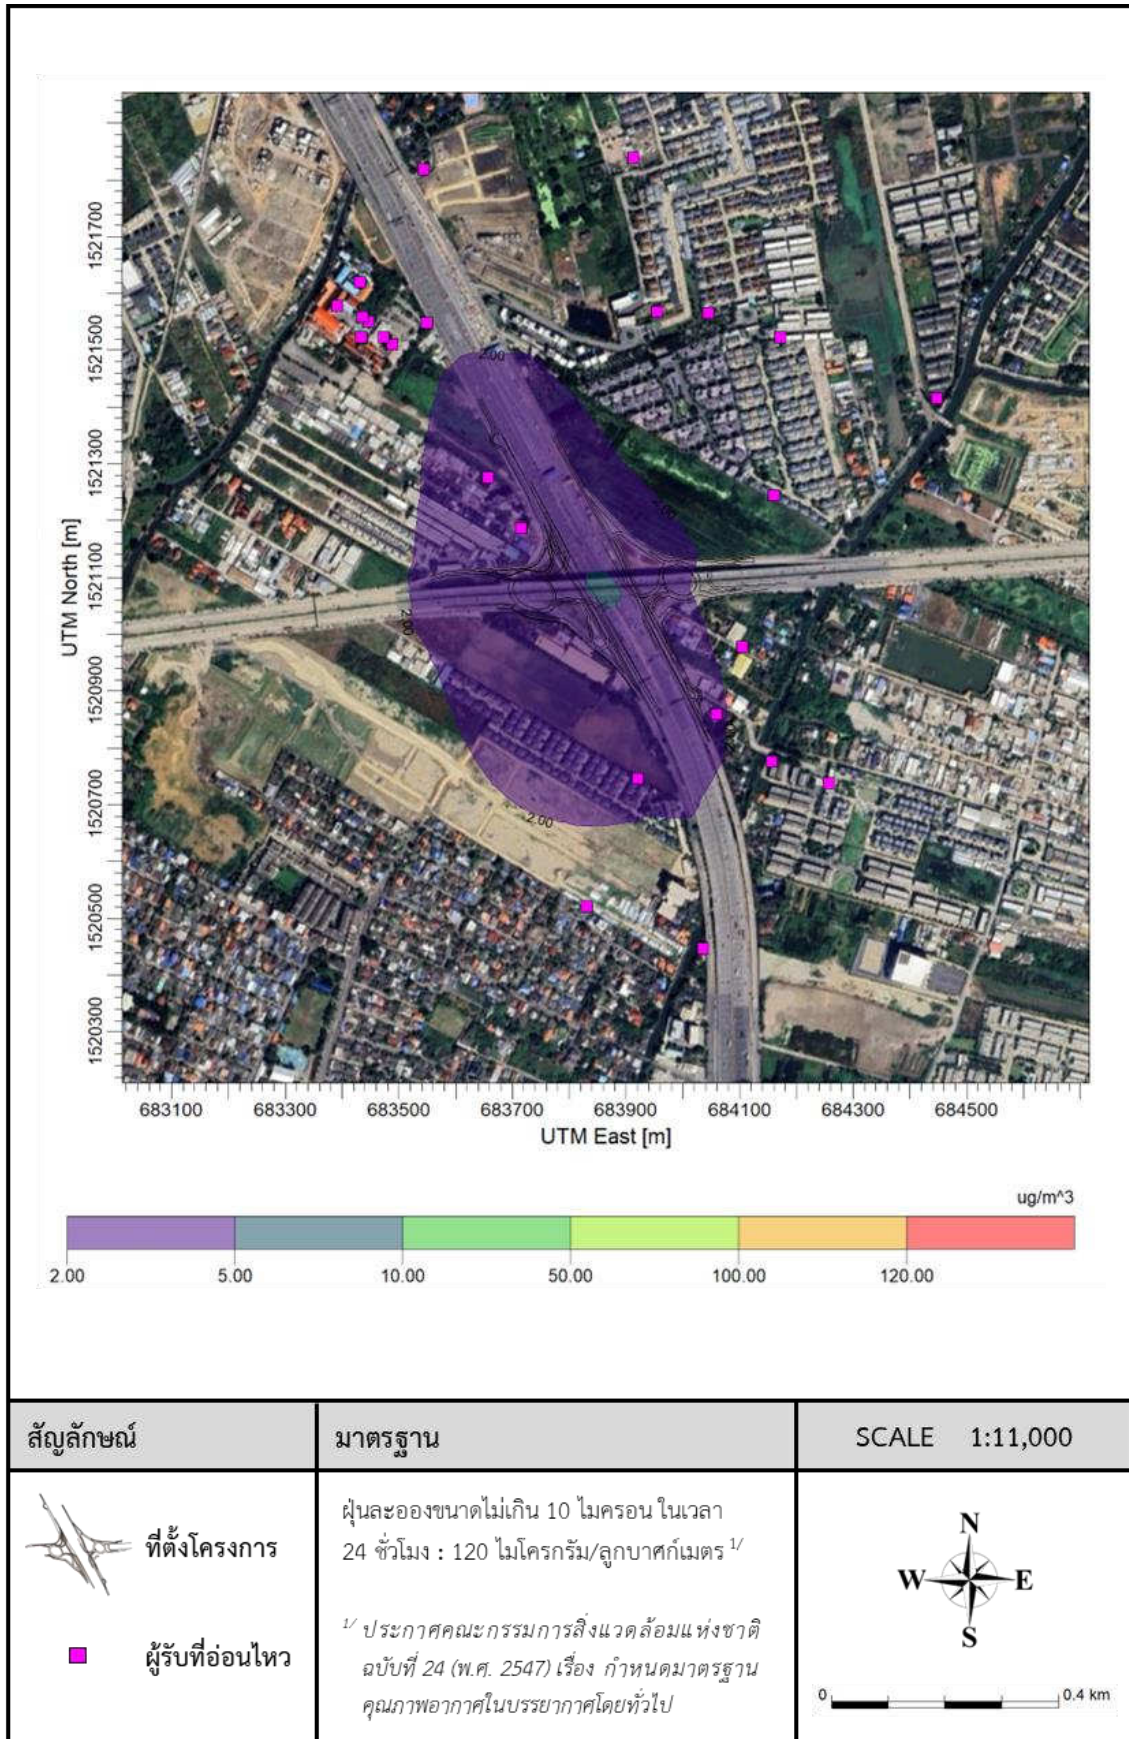 2.00
2.00
2.00
UTM North [m]
1521700
1521500
1521300
1521100
1520900
1520700
1520500
1520300
683100 683300 683500 683700 683900 684100 684300 684500
UTM East [m]
ug/m^3
2.00 5.00 10.00 50.00 100.00 120.00
สัญลักษณ์
ที่ตั้งโครงการ
ผู้รับที่อ่อนไหว
มาตรฐาน
ฝุ่นละอองขนาดไม่เกิน 10 ไมครอน ในเวลา
24 ชั่วโมง : 120 ไมโครกรัม/ลูกบาศก์เมตร 1/
1/ ประกาศคณะกรรมการสิ่งแวดล้อมแห่งชาติ
ฉบับที่ 24 (พ.ศ. 2547) เรื่อง กำหนดมาตรฐาน
คุณภาพอากาศในบรรยากาศโดยทั่วไป
SCALE 1:11,000
N
W E
S
0 0.4 km